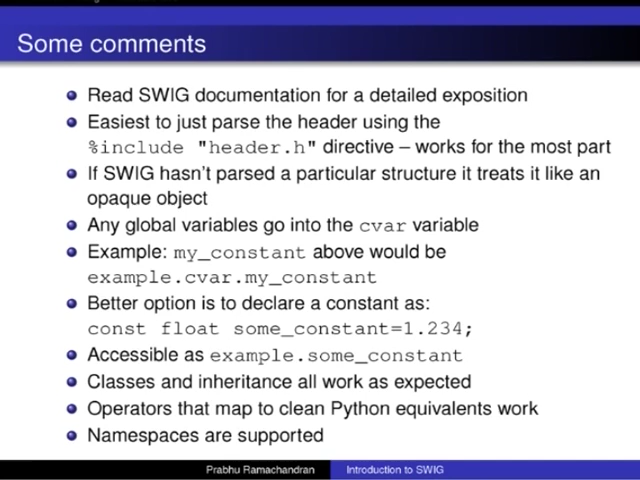 Some comments
Read SWIG documentation for a detailed exposition
Easiest to just parse the header using the
%include "header.h" directive – works for the most part
If SWIG hasn't parsed a particular structure it treats it like an
opaque object
Any global variables go into the cvar variable
Example: my_constant above would be
example.cvar.my_constant
Better option is to declare a constant as:
const float some_constant=1.234;
Accessible as example.some_constant
Classes and inheritance all work as expected
Operators that map to clean Python equivalents work
Namespaces are supported
Prabhu Ramachandran Introduction to SWIG